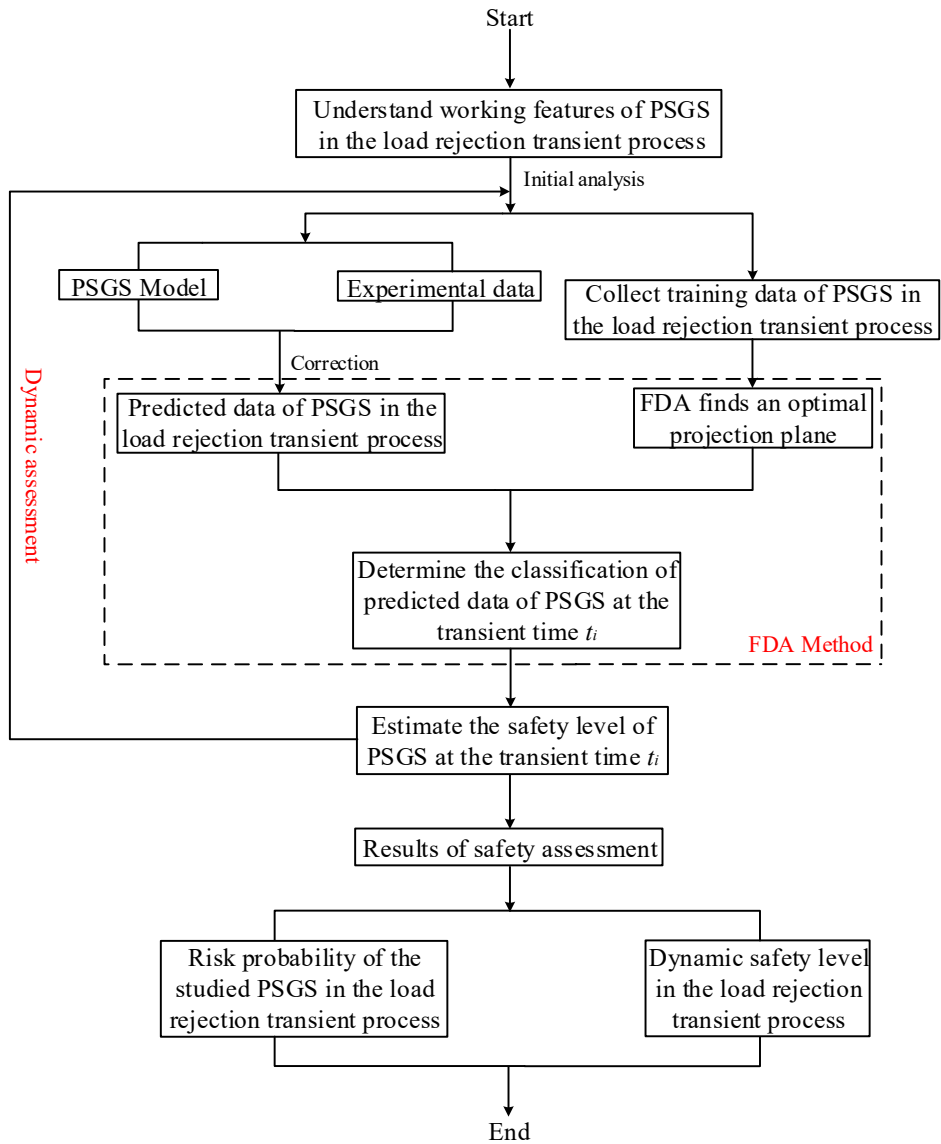 Start
Understand working features of PSGS
in the load rejection transient process
Initial analysis
PSGS Model
Experimental data
Collect training data of PSGS in
the load rejection transient process
Correction
Dynamic assessment
Predicted data of PSGS in the
load rejection transient process
FDA finds an optimal
projection plane
Determine the classification of
predicted data of PSGS at the
transient time ti
FDA Method
Estimate the safety level of
PSGS at the transient time ti
Results of safety assessment
Risk probability of the
studied PSGS in the load
rejection transient process
Dynamic safety level
in the load rejection
transient process
End